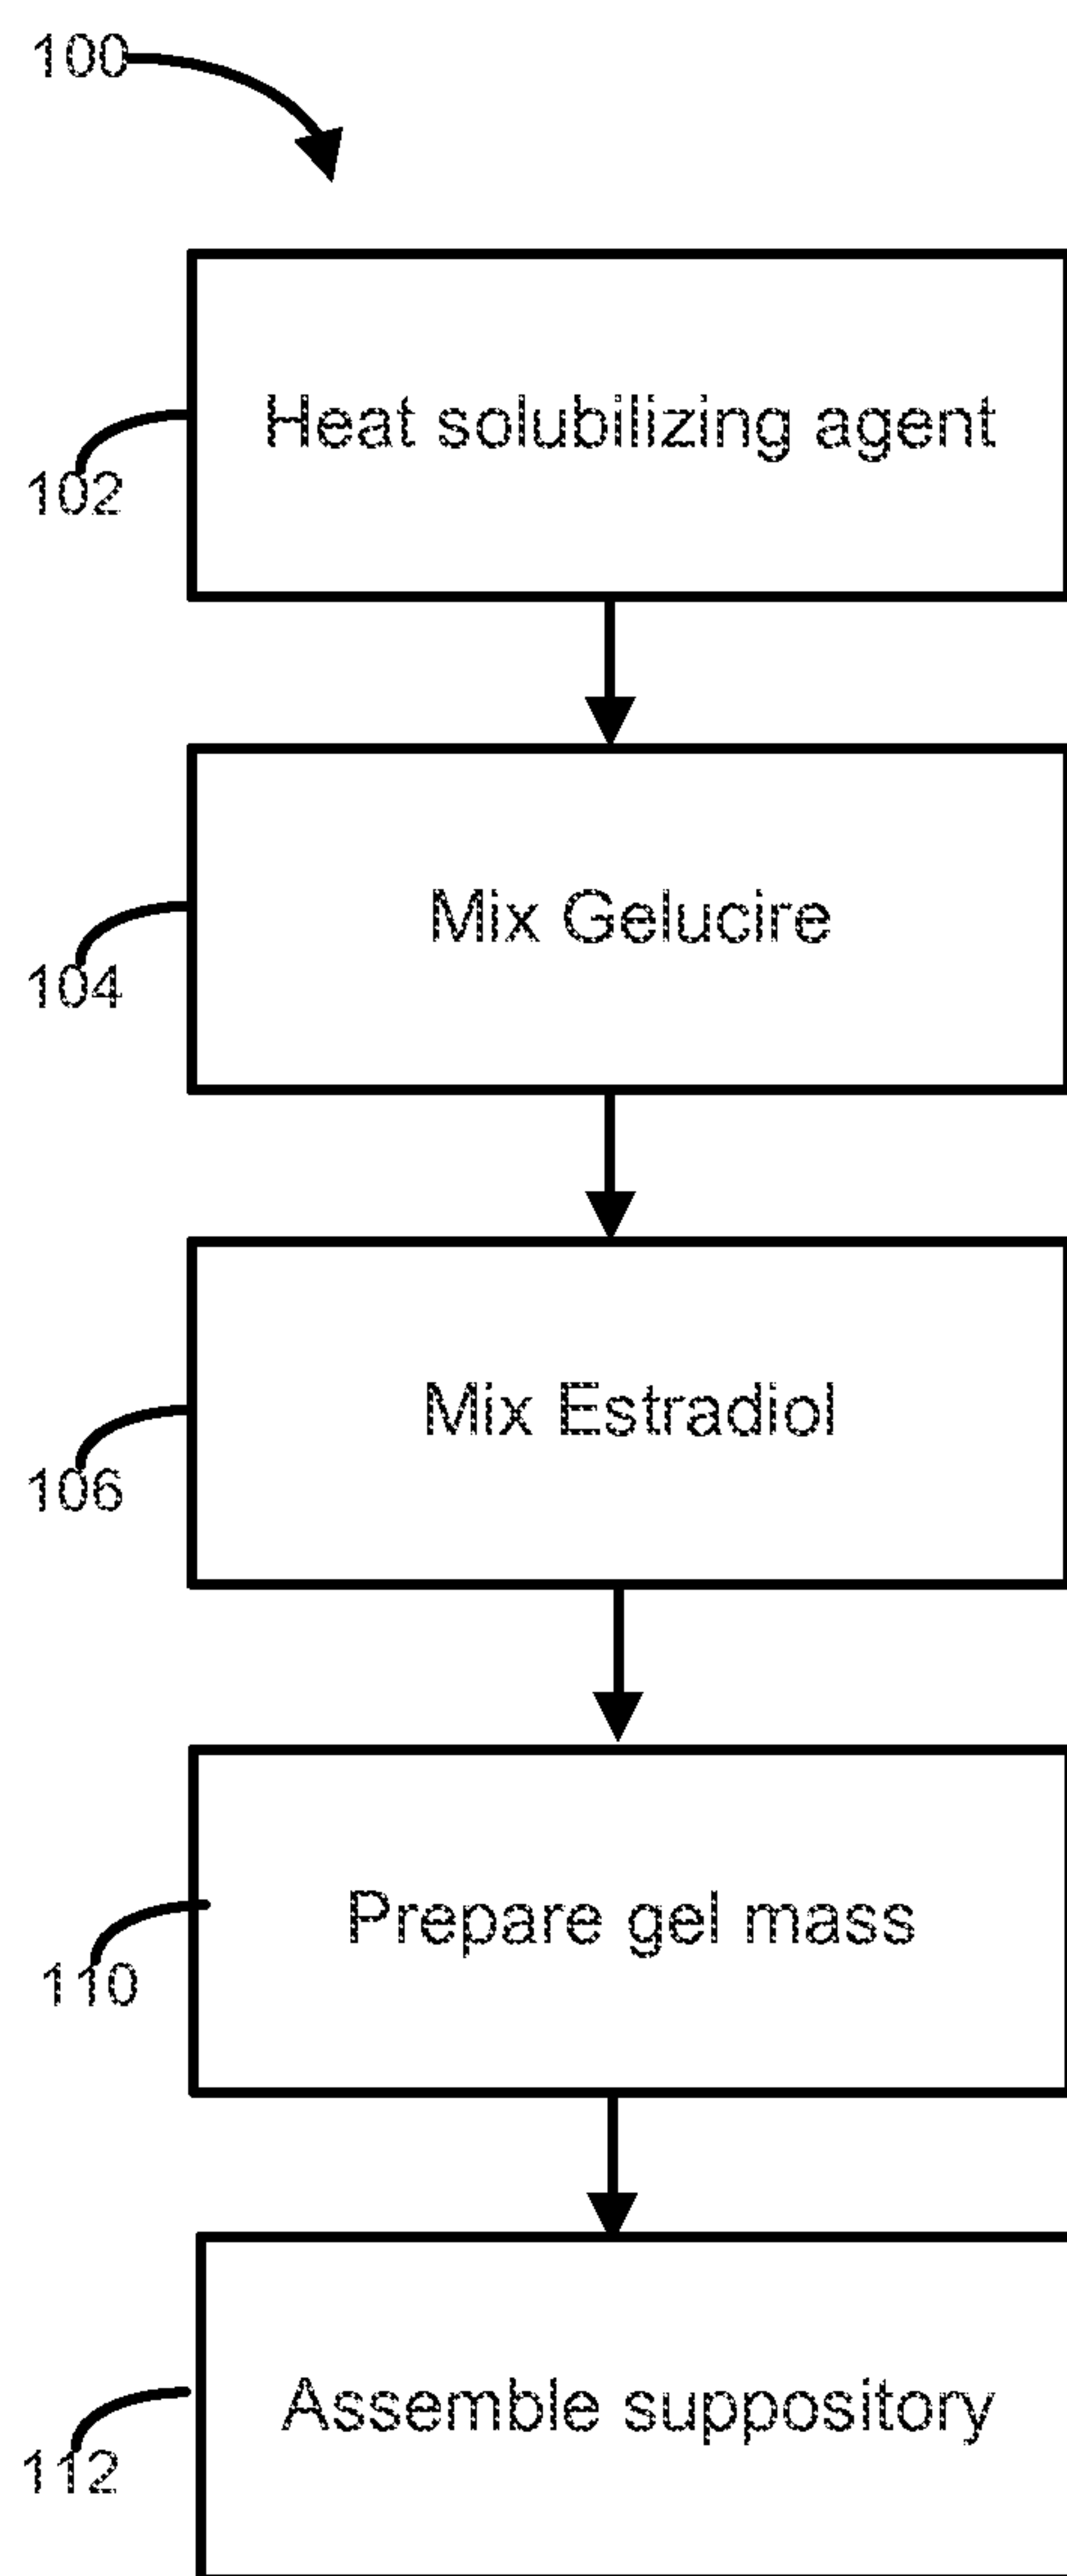 100
Heat solubilizing agent
102
Mix Gelucire
104
Mix Estradiol
106
Prepare gel mass
110
Assemble suppository
112